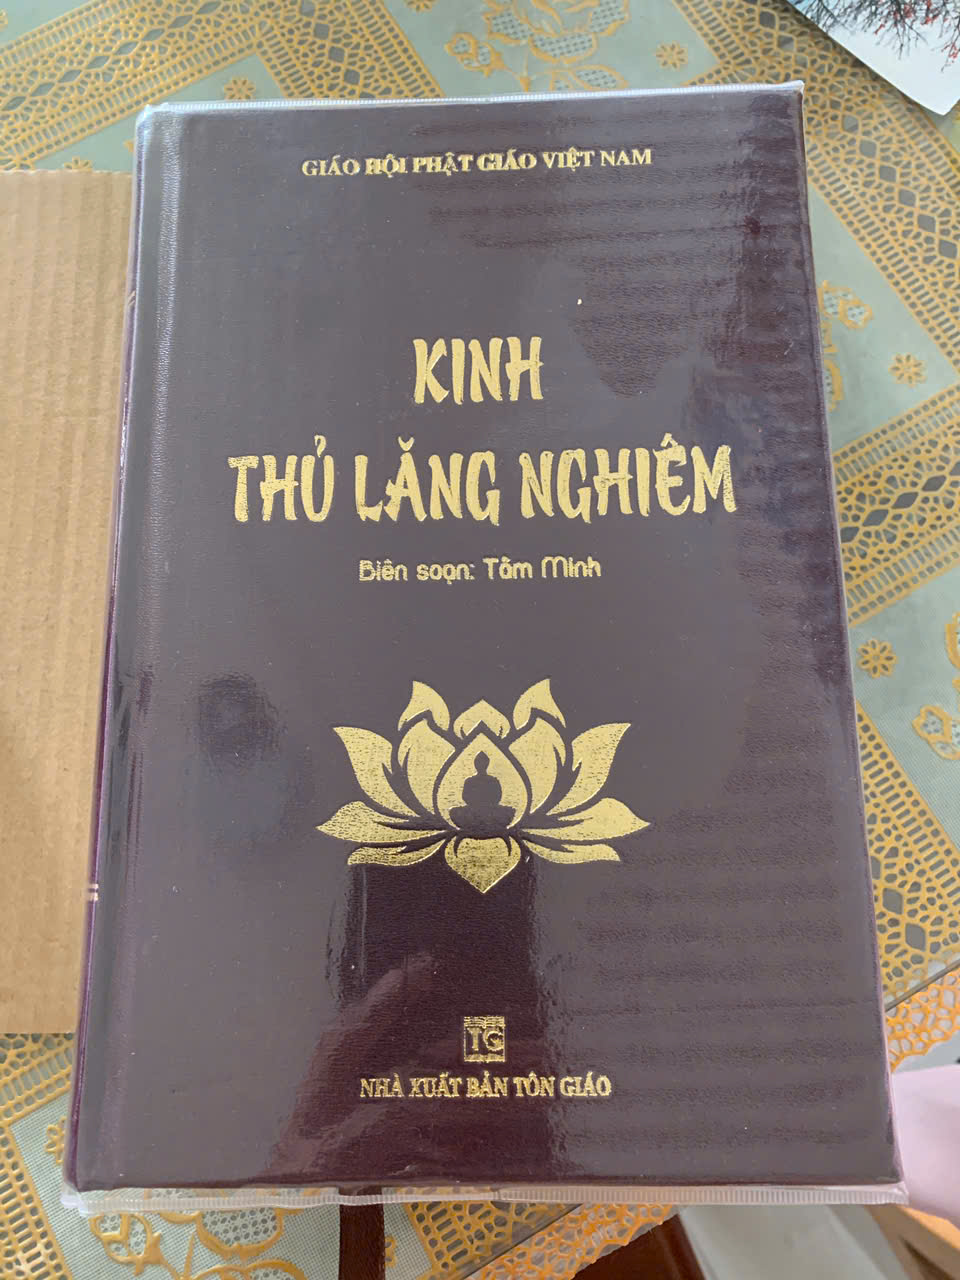 GIÁO HỘI PHẬT GIÁO VIỆT NAM
KINH
THỦ LĂNG NGHIÊM
Biên soạn: Tâm Minh
TG
NHÀ XUẤT BẢN TÔN GIÁO